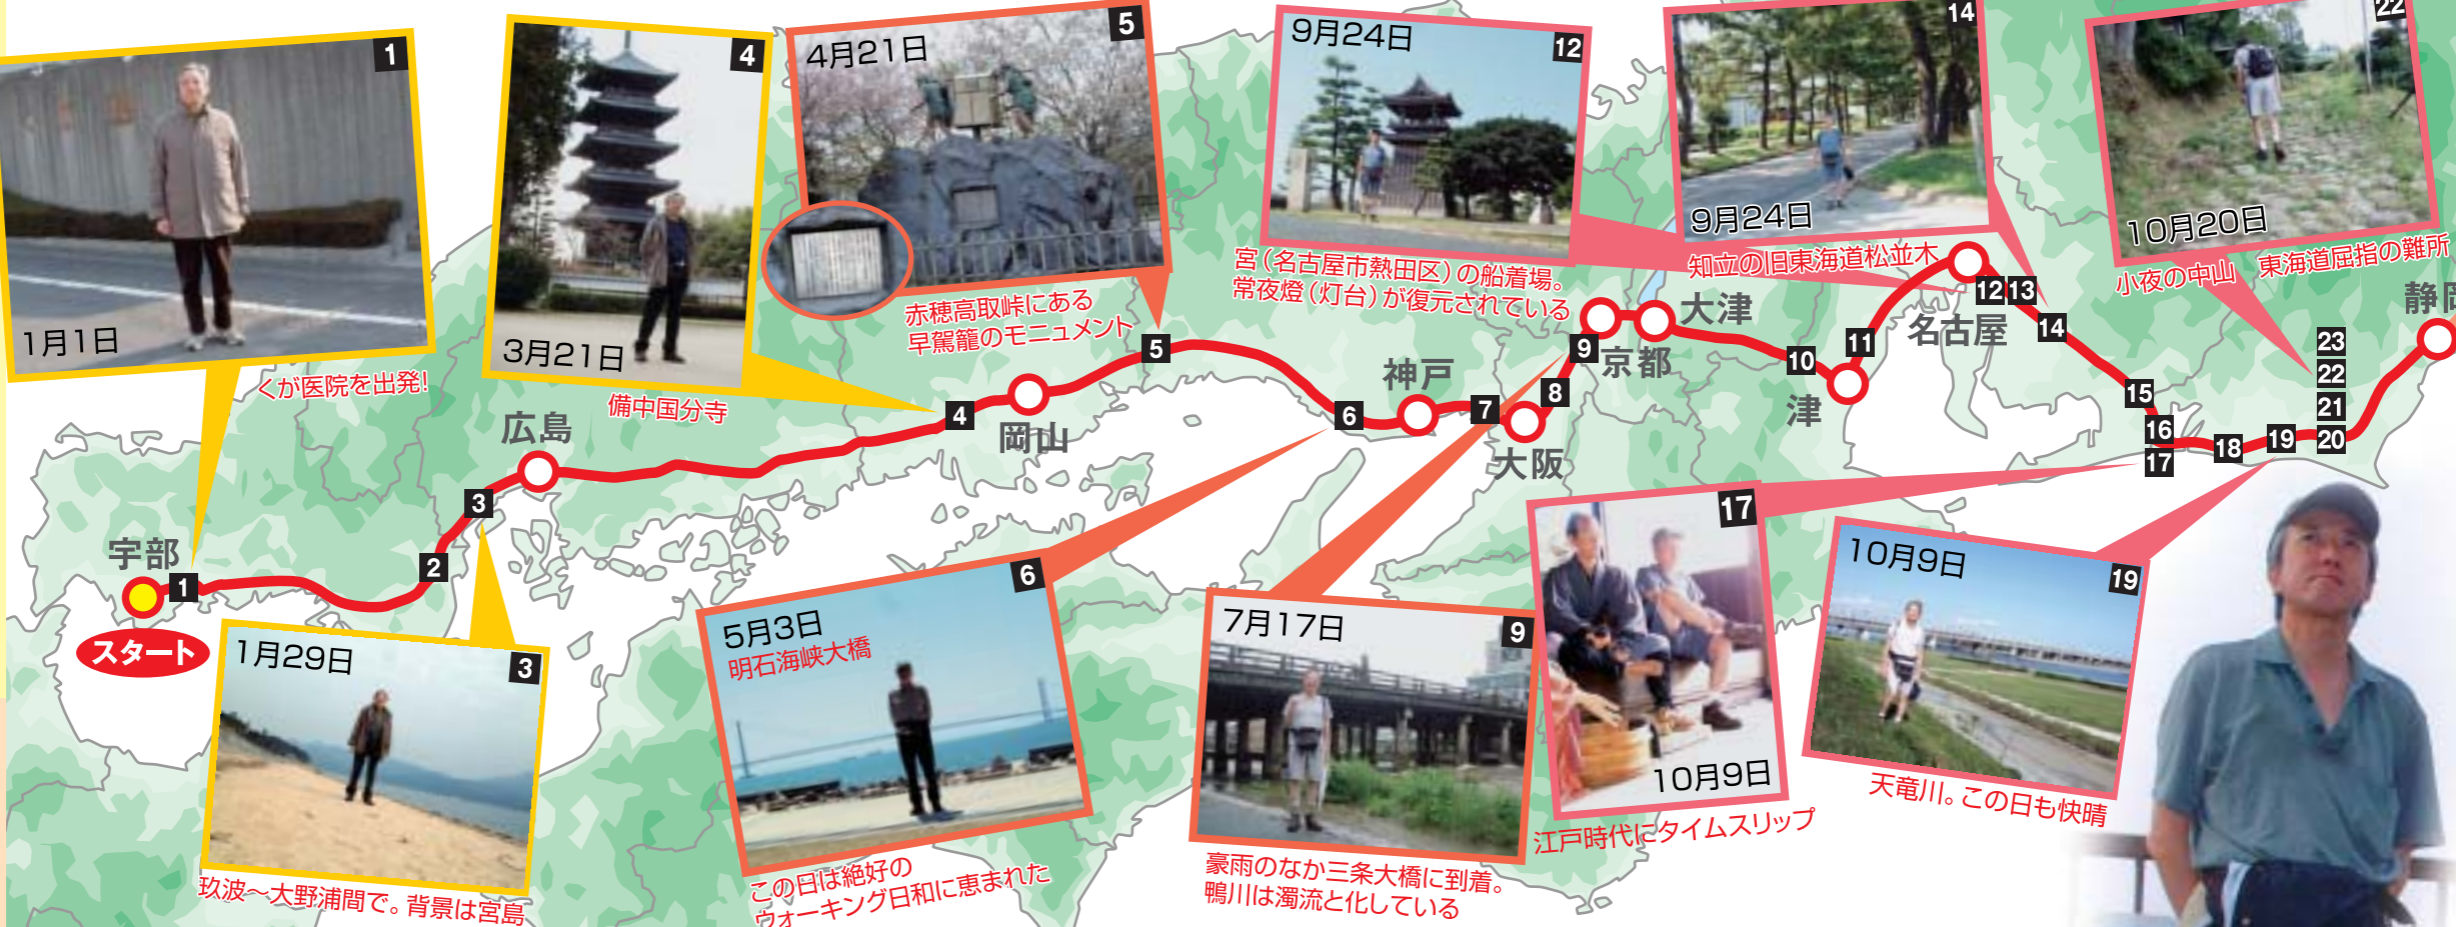 1
1月1日
くが医院を出発！
4
3月21日
備中国分寺
5
4月21日
赤穂高取峠にある
早駕籠のモニュメント
12
9月24日
宮（名古屋市熱田区）の船着場。
常夜燈（灯台）が復元されている
14
9月24日
知立の旧東海道松並木
22
10月20日
小夜の中山　東海道屈指の難所
宇部
スタート
1
2
3
広島
4
岡山
5
6
神戸
7
大阪
8
9
京都
大津
10
津
11
名古屋
12
13
14
15
16
17
18
19
20
21
22
23
静岡
3
1月29日
玖波〜大野浦間で。背景は宮島
6
5月3日
明石海峡大橋
この日は絶好の
ウォーキング日和に恵まれた
9
7月17日
豪雨のなか三条大橋に到着。
鴨川は濁流と化している
17
10月9日
江戸時代にタイムスリップ
19
10月9日
天竜川。この日も快晴